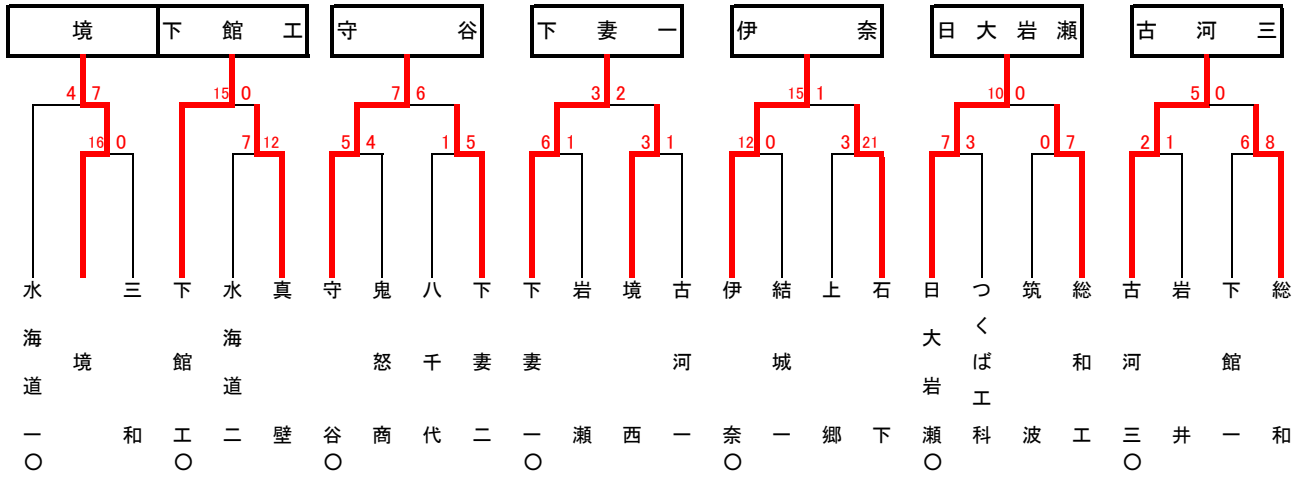 境 下館工 守谷 下妻一 伊奈 日大岩瀬 古河三
4 7 15 0 7 6 3 2 15 1 10 0 5 0
16 0 7 12 5 4 1 5 6 1 3 1 12 0 3 21 7 3 0 7 2 1 6 8
水海道一○
境
三和
下館工○
水海道二
真壁
守谷○
鬼怒商
八千代
下妻二
下妻一○
岩瀬
境西
古河一
伊奈○
結城一
上郷
石下
日大岩瀬○
つくば工科
筑波
総和工
古河三○
岩井
下館一
総和